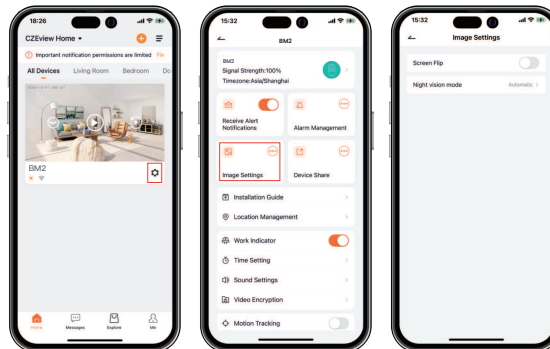 18:26
CZEview Home
Important notification permissions are limited Fix
All Devices Living Room Bedroom
BM2
Home Messages Explore Me
15:32
BM2
BM2
Signal Strength:100%
Timezone:Asia/Shanghai
Receive Alert
Notifications
Alarm Management
Image Settings
Device Share
Installation Guide
Location Management
Work Indicator
Time Setting
Sound Settings
Video Encryption
Motion Tracking
15:32
Image Settings
Screen Flip
Night vision mode Automatic